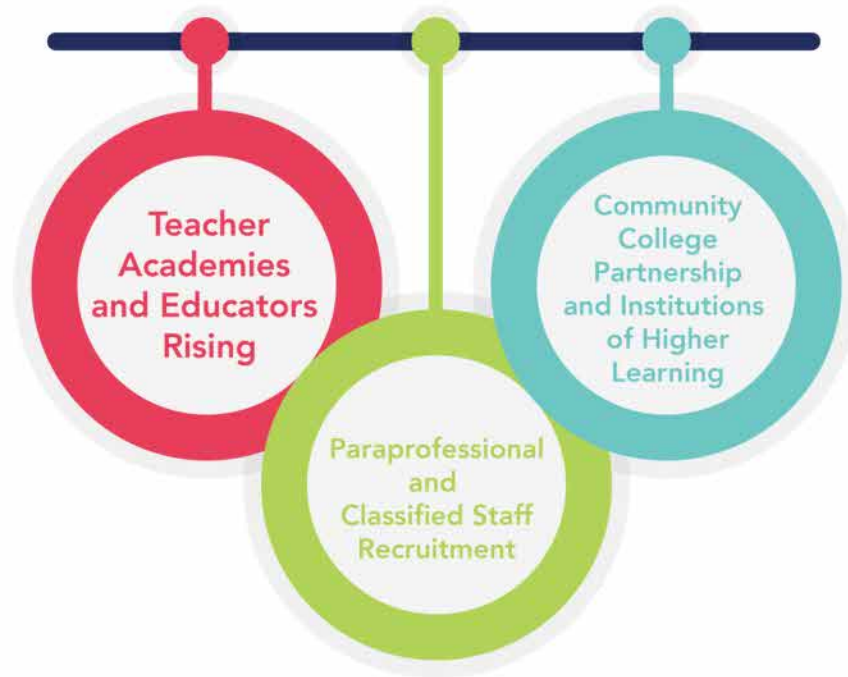 Teacher
Academies
and Educators
Rising
Paraprofessional
and
Classified Staff
Recruitment
Community
College
Partnership
and Institutions
of Higher
Learning